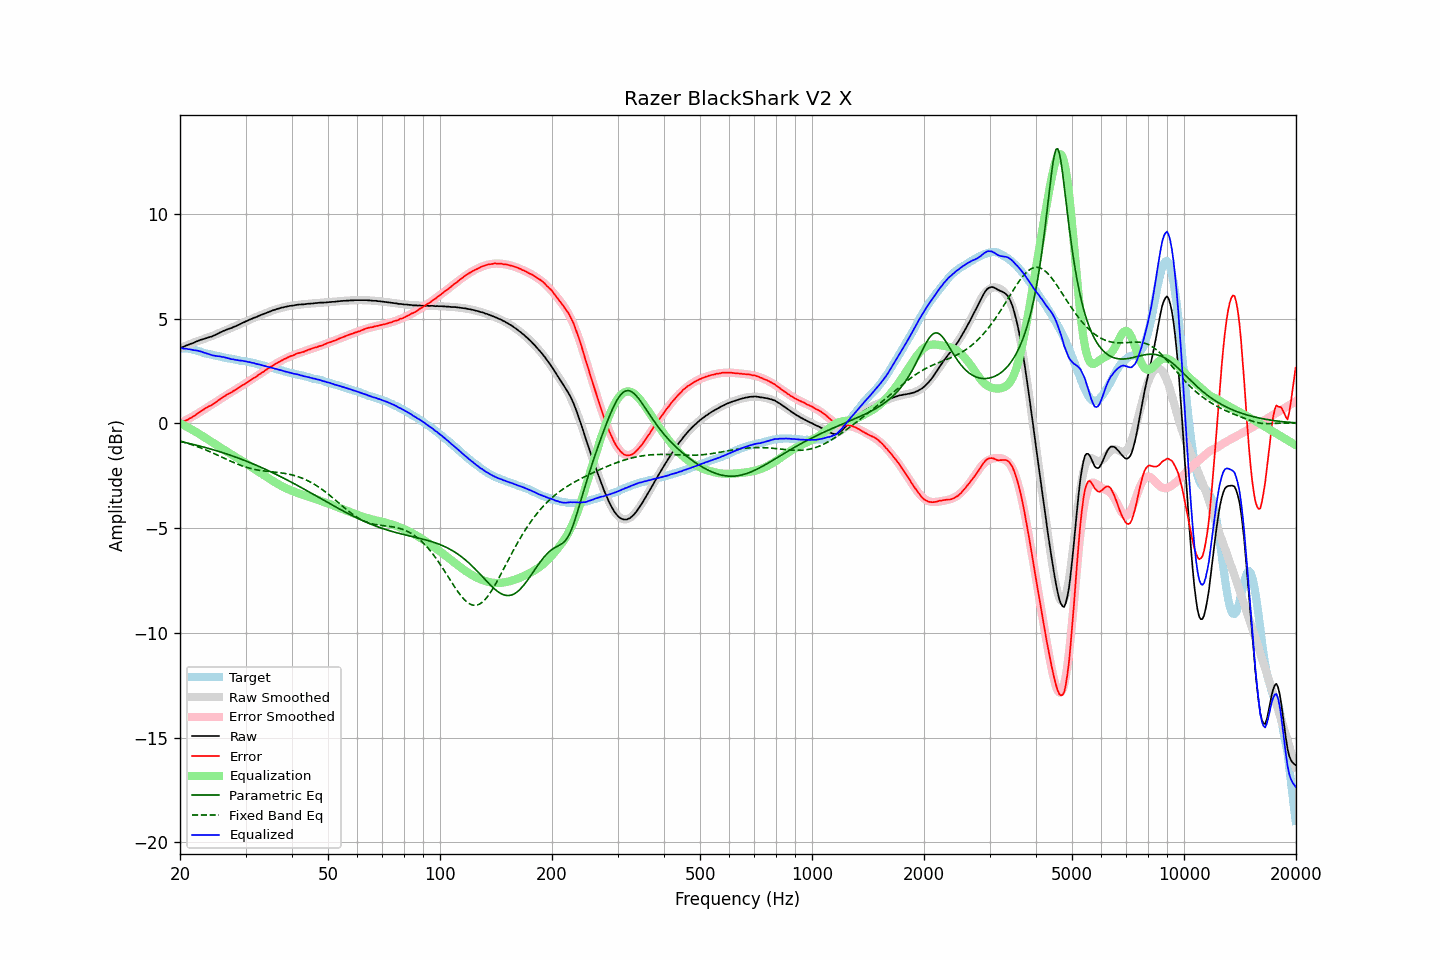 Razer BlackShark V2 X
Amplitude (dBr)
10
5
0
−5
−10
−15
−20
Target
Raw Smoothed
Error Smoothed
Raw
Error
Equalization
Parametric Eq
Fixed Band Eq
Equalized
20 50 100 200 500 1000 2000 5000 10000 20000
Frequency (Hz)